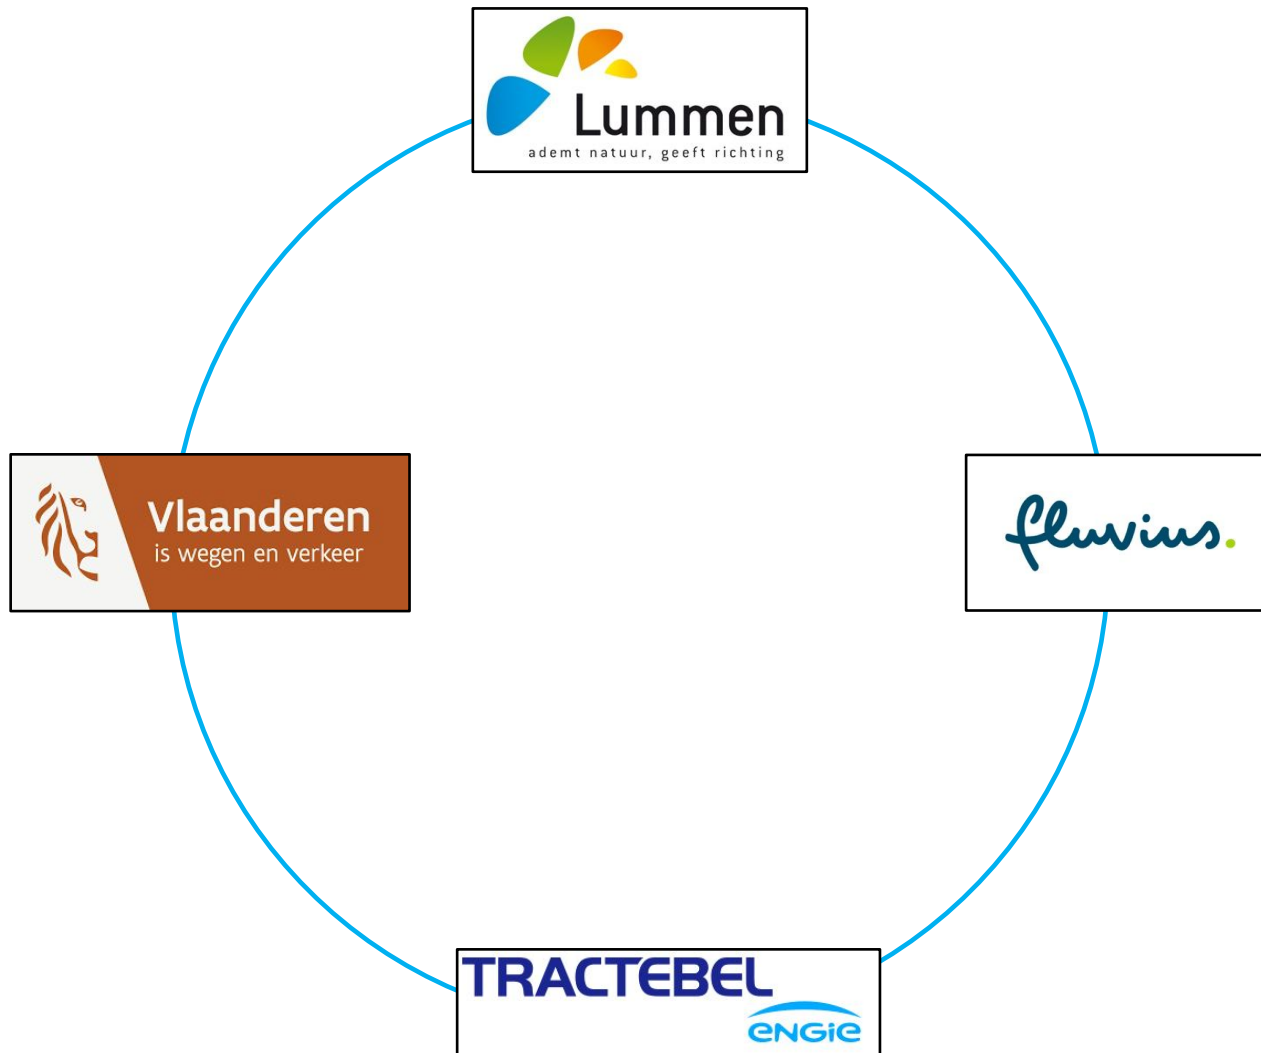 Lummen
ademt natuur, geeft richting
Vlaanderen
is wegen en verkeer
fluvius.
TRACTEBEL
ENGIE